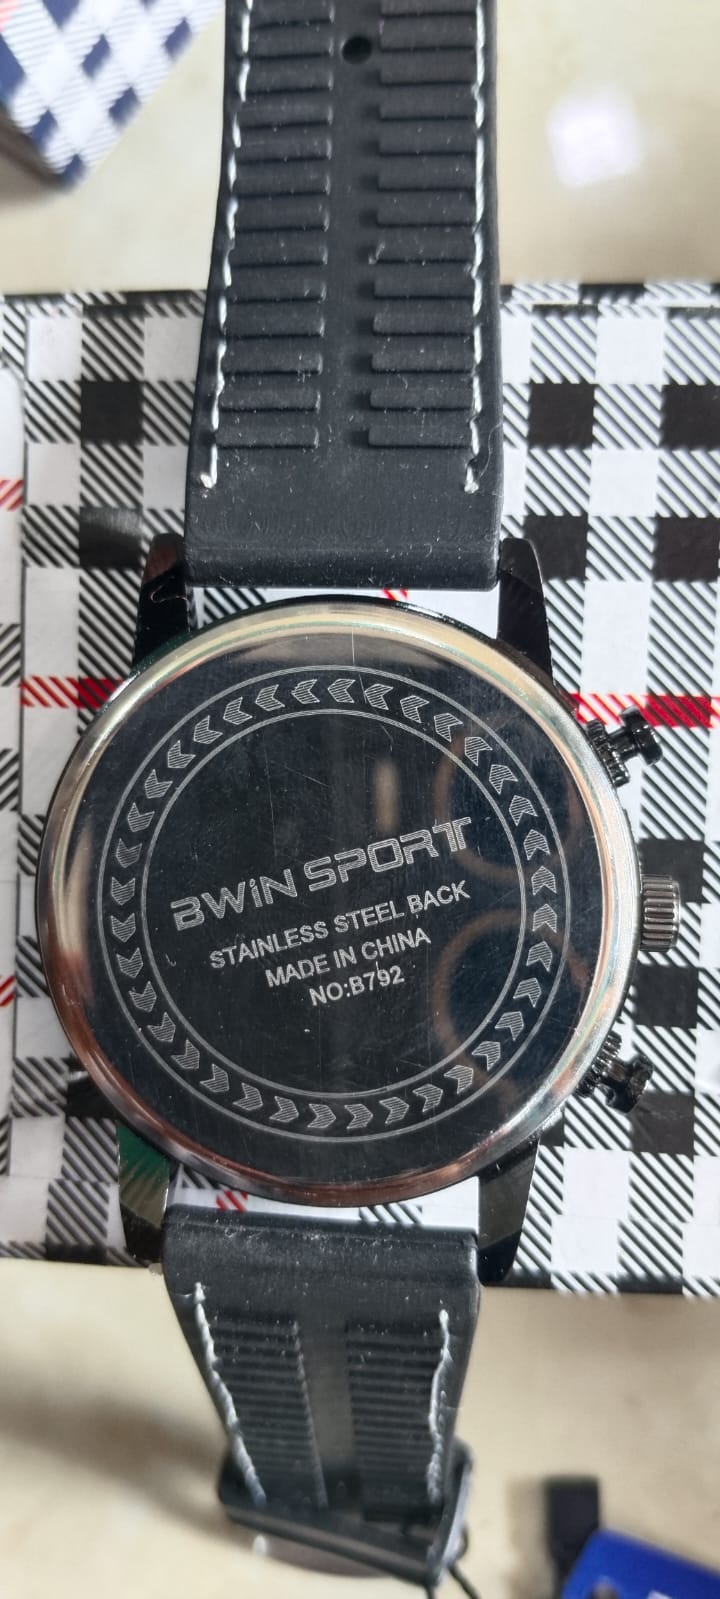 BWiN SPORT
STAINLESS STEEL BACK
MADE IN CHINA
NO:B792